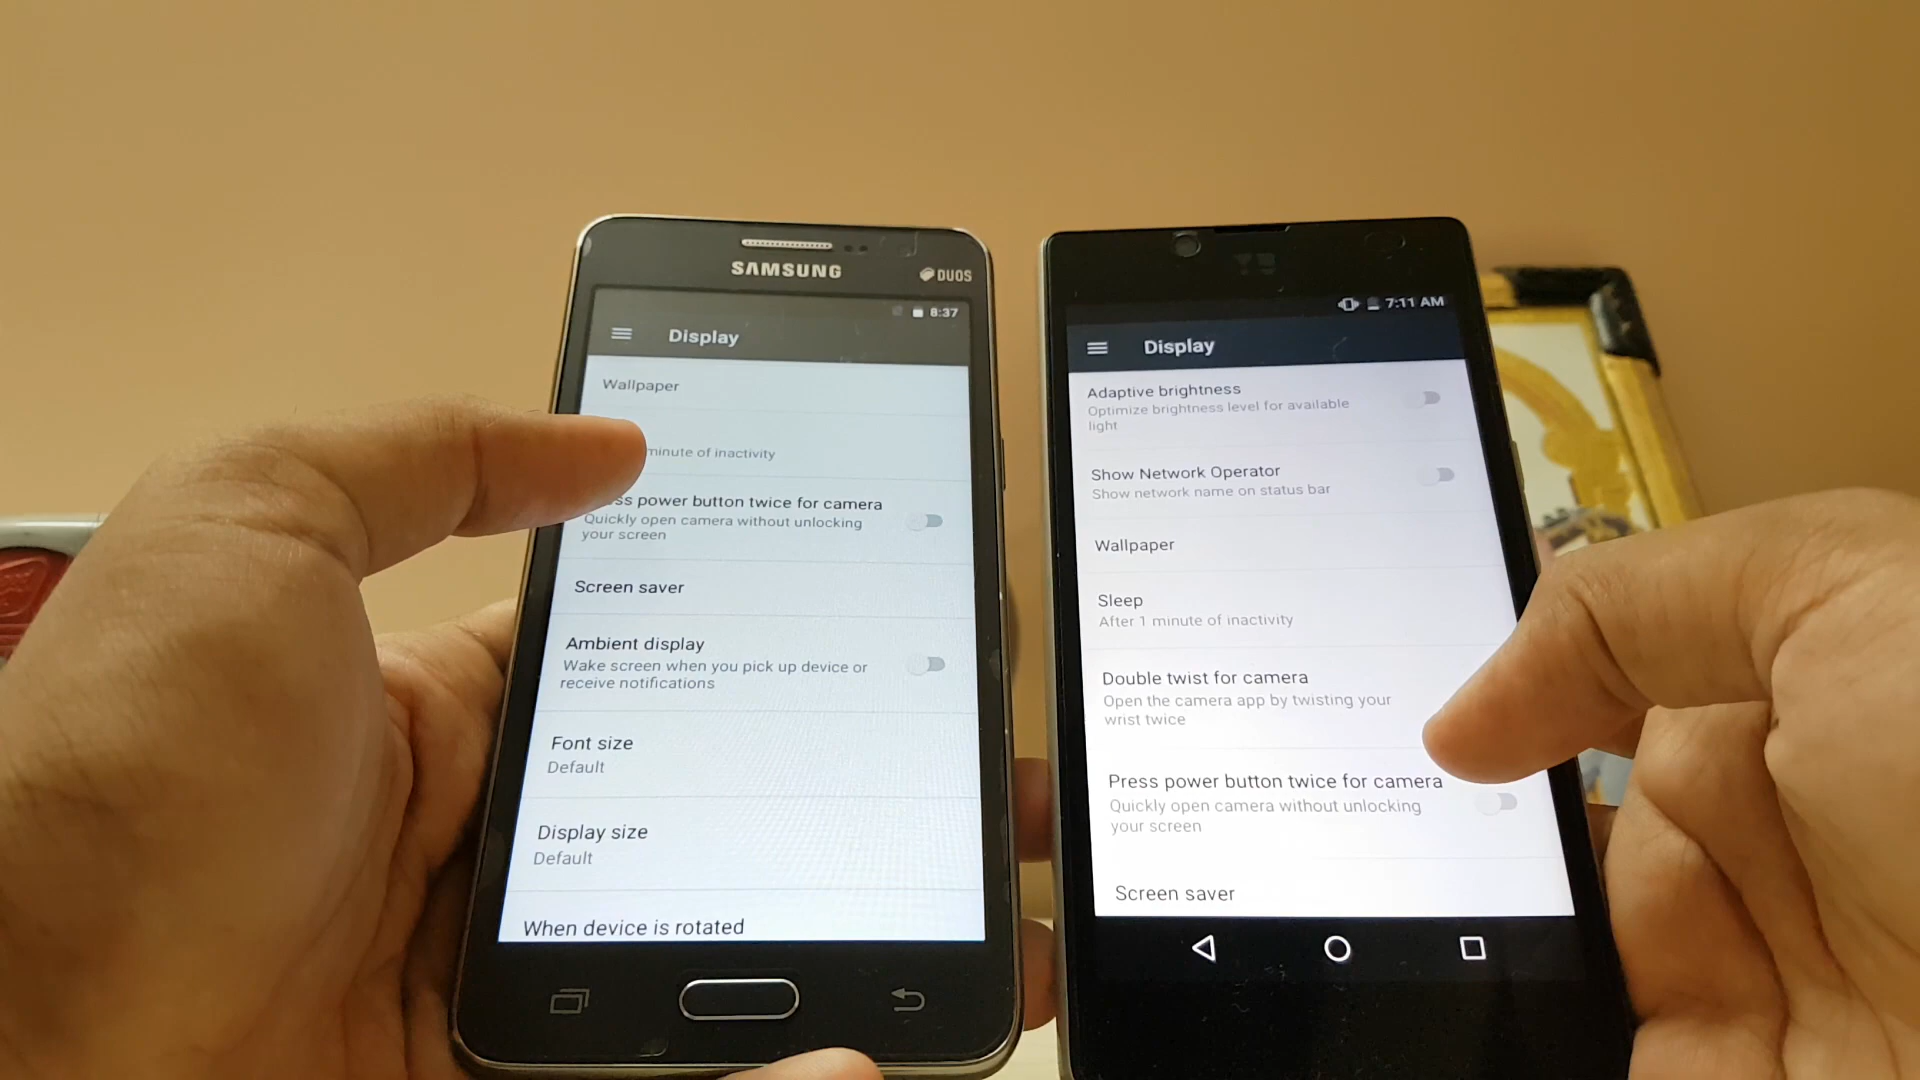 SAMSUNG
DUOS
8:37
Display
Wallpaper
minute of inactivity
ss power button twice for camera
Quickly open camera without unlocking
your screen
Screen saver
Ambient display
Wake screen when you pick up device or
receive notifications
Font size
Default
Display size
Default
When device is rotated
7:11 AM
Display
Adaptive brightness
Optimize brightness level for available
light
Show Network Operator
Show network name on status bar
Wallpaper
Sleep
After 1 minute of inactivity
Double twist for camera
Open the camera app by twisting your
wrist twice
Press power button twice for camera
Quickly open camera without unlocking
your screen
Screen saver